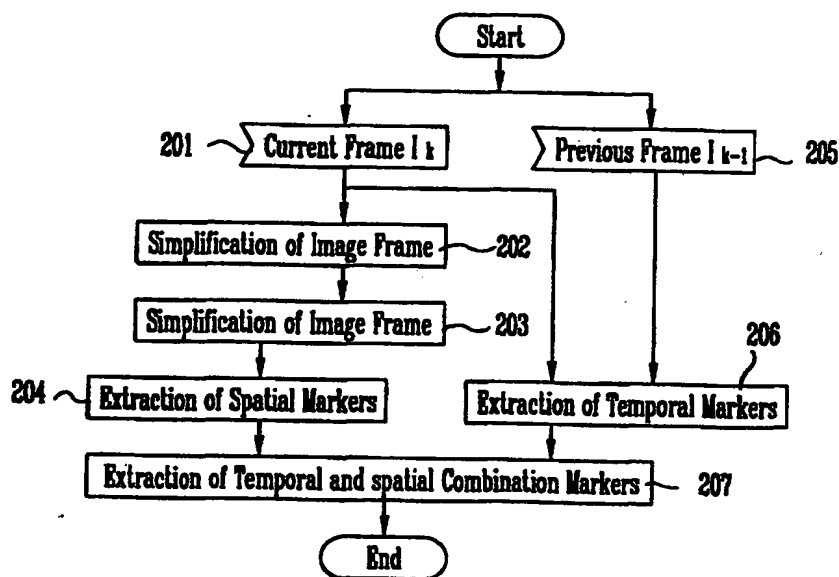 Start
201
Current Frame I k
Previous Frame I k-1
205
Simplification of Image Frame
202
Simplification of Image Frame
203
206
204
Extraction of Spatial Markers
Extraction of Temporal Markers
Extraction of Temporal and spatial Combination Markers
207
End